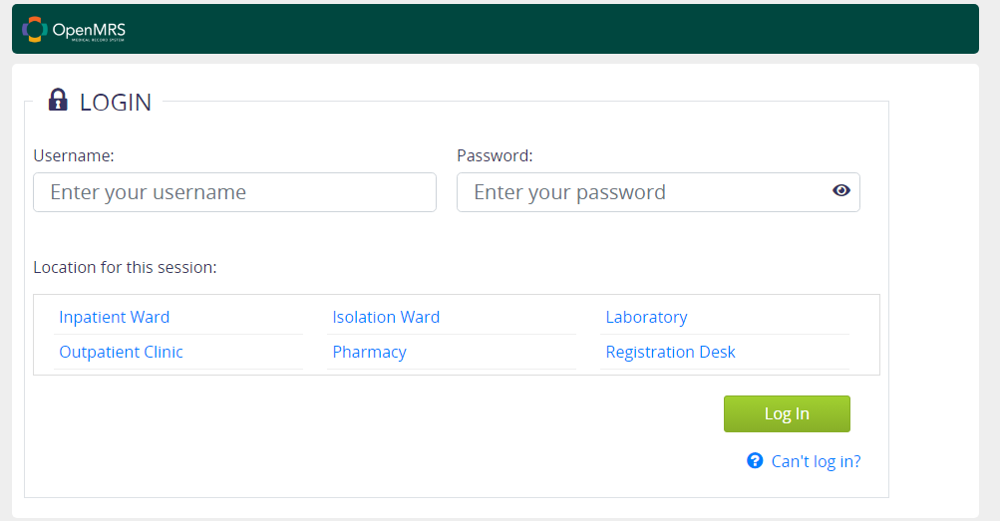 OpenMRS
MEDICAL RECORD SYSTEM
LOGIN
Username:
Password:
Enter your username
Enter your password
Location for this session:
Inpatient Ward
Isolation Ward
Laboratory
Outpatient Clinic
Pharmacy
Registration Desk
Log In
? Can't log in?